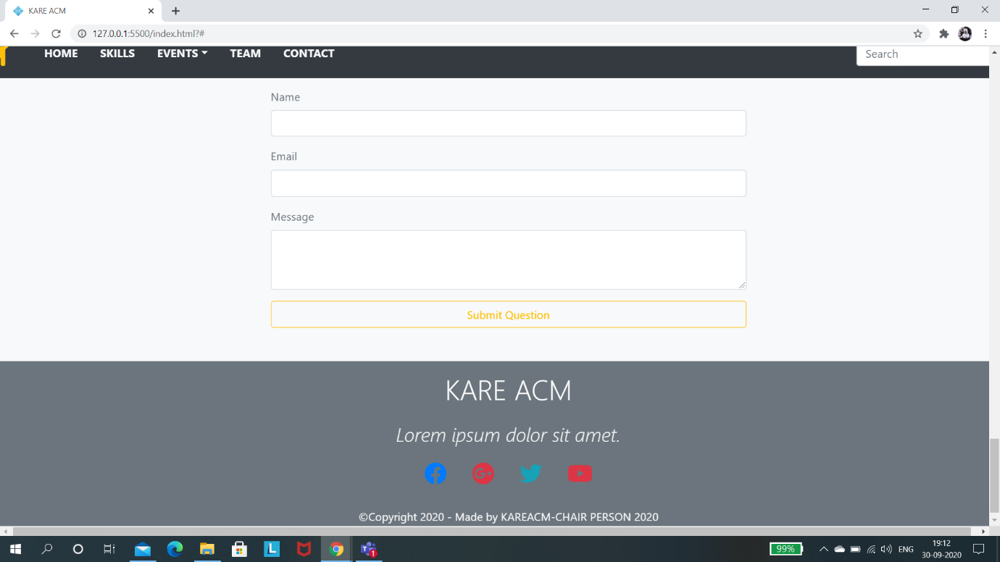 KARE ACM
127.0.0.1:5500/index.html?#
HOME SKILLS EVENTS TEAM CONTACT Search
Name
Email
Message
Submit Question
KARE ACM
Lorem ipsum dolor sit amet.
©Copyright 2020 - Made by KAREACM-CHAIR PERSON 2020
99% ENG 19:12
30-09-2020